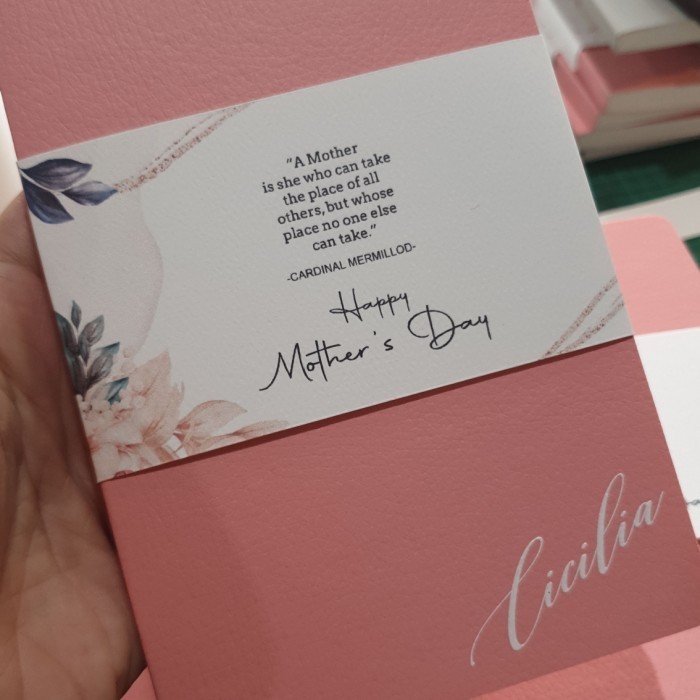 "A Mother
is she who can take
the place of all
others, but whose
place no one else
can take."
-CARDINAL MERMILLOD-
Happy
Mother's Day
Cicilia